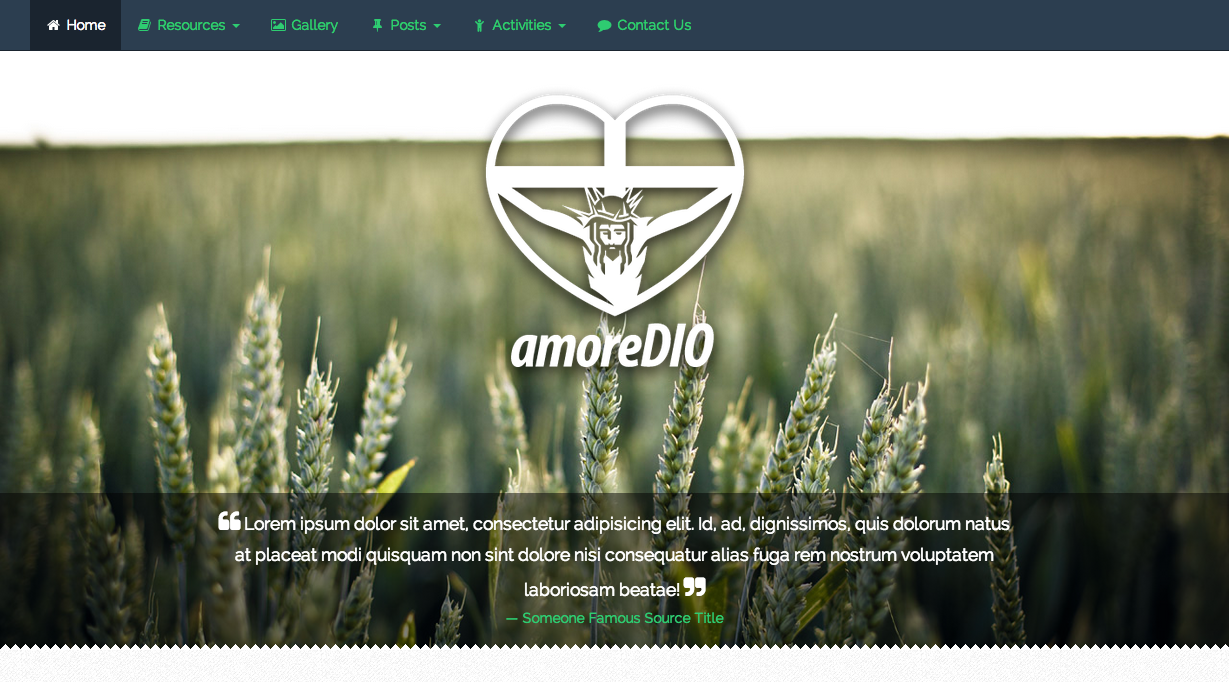 Home Resources Gallery Posts Activities Contact Us
amoreDIO
“ Lorem ipsum dolor sit amet, consectetur adipisicing elit. Id, ad, dignissimos, quis dolorum natus
at placeat modi quisquam non sint dolore nisi consequatur alias fuga rem nostrum voluptatem
laboriosam beatae! ”
— Someone Famous Source Title